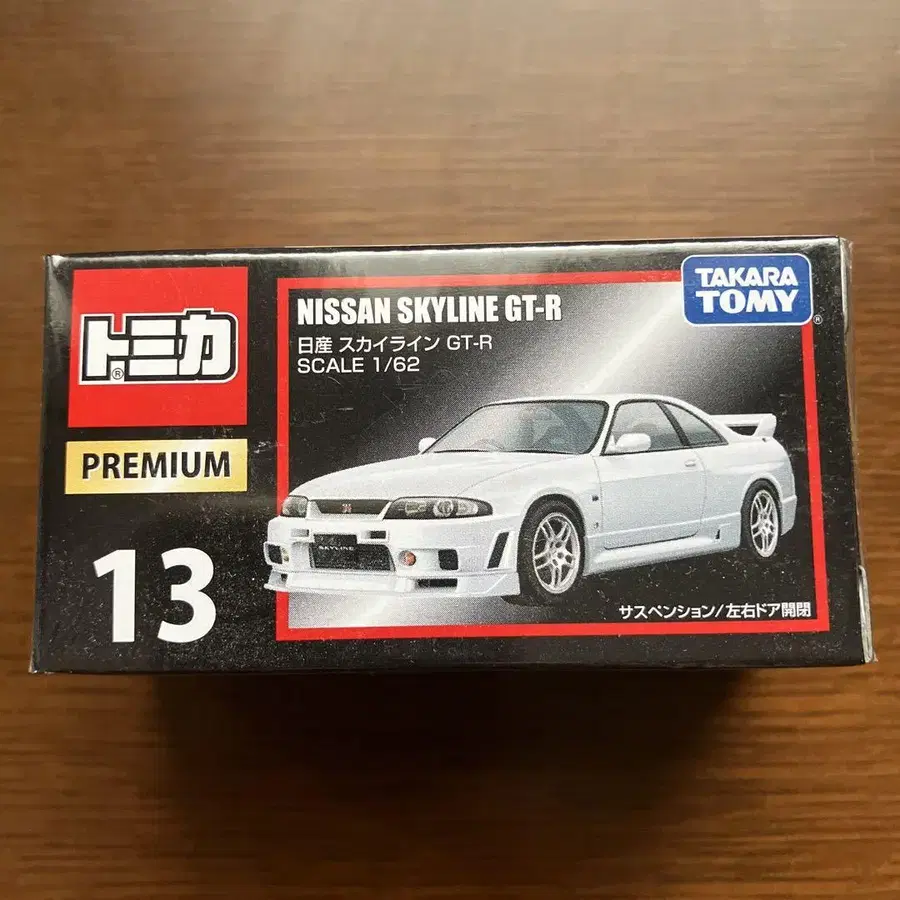 トミカ®
PREMIUM
13
NISSAN SKYLINE GT-R
日産 スカイライン GT-R
SCALE 1/62
TAKARA
TOMY®
SKYLINE
サスペンション/左右ドア開閉